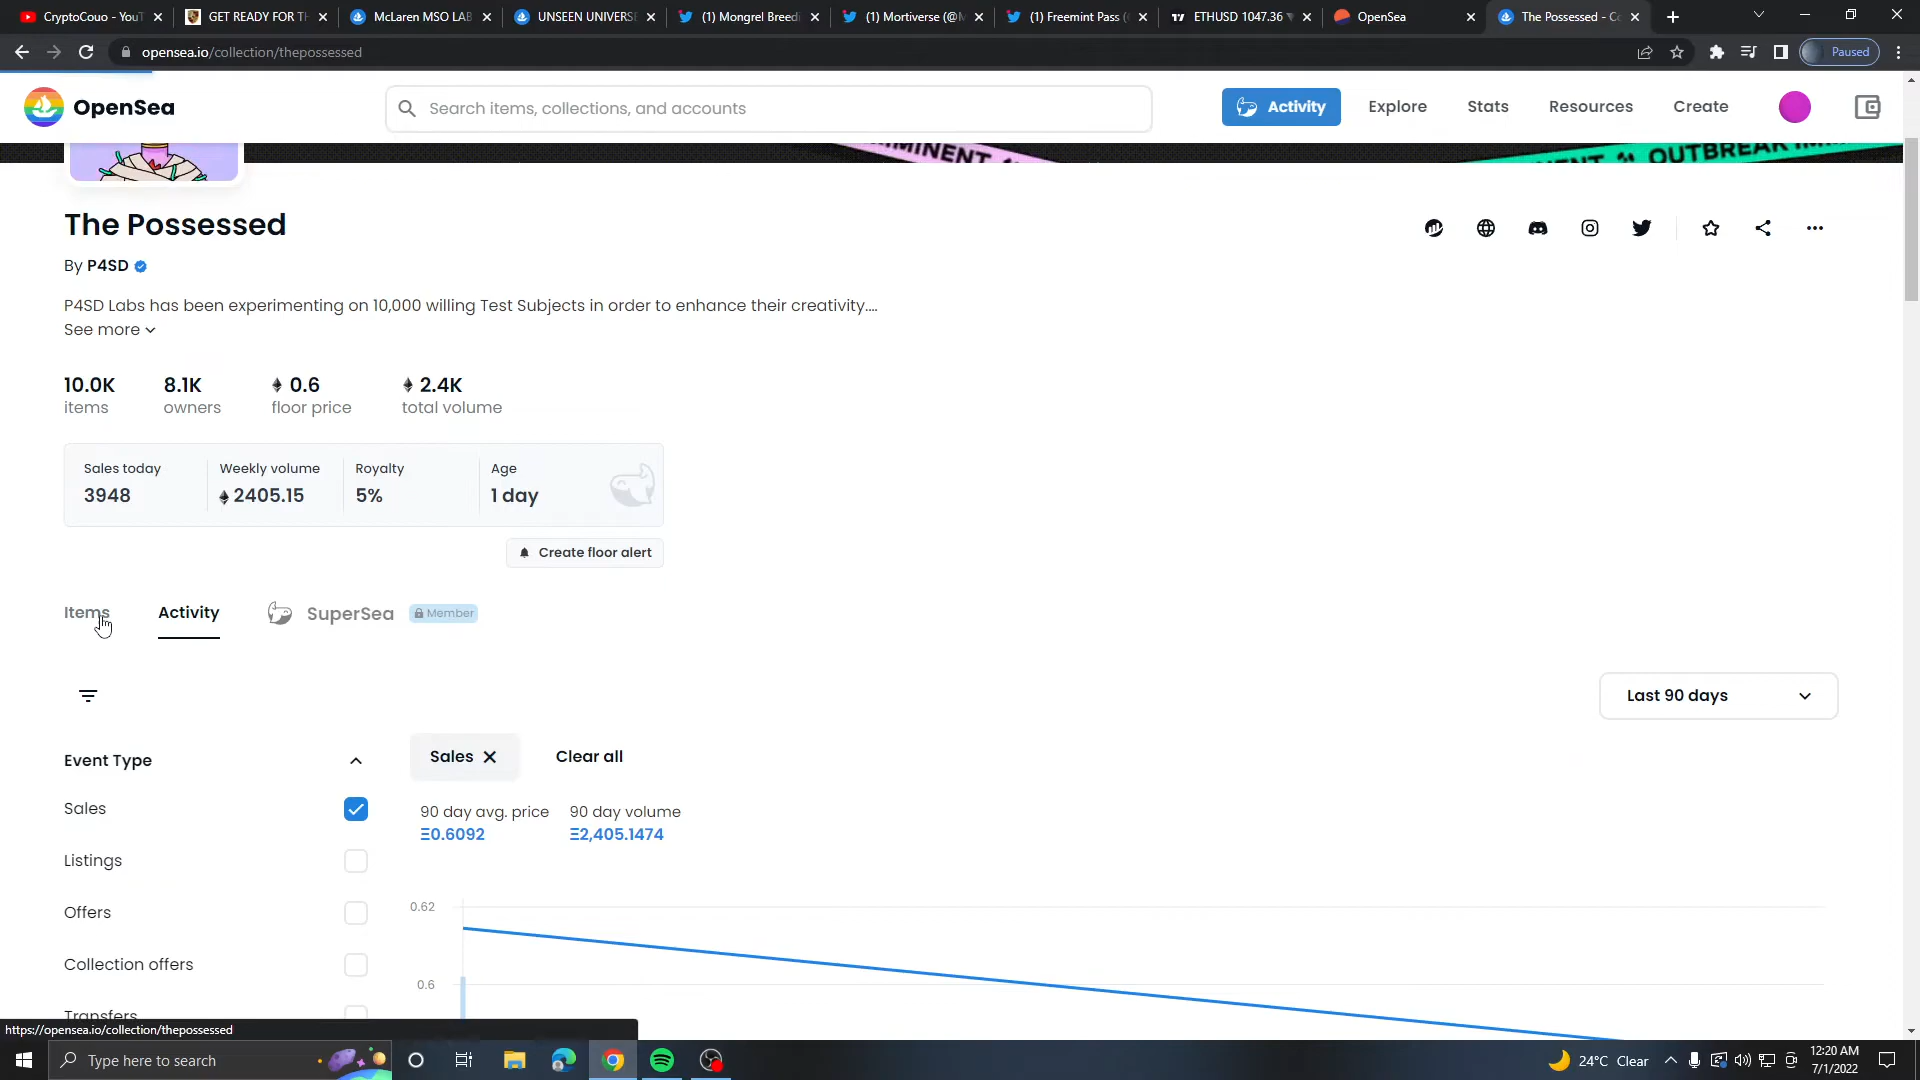 CryptoCouo - YouT
GET READY FOR TH
McLaren MSO LAB
UNSEEN UNIVERSE
(1) Mongrel Breedi
(1) Mortiverse (@M
(1) Freemint Pass (
ETHUSD 1047.36
OpenSea
The Possessed - Co
opensea.io/collection/thepossessed
Paused
OpenSea
Search items, collections, and accounts
Activity
Explore
Stats
Resources
Create
IMMINENT
OUTBREAK
The Possessed
By P4SD
P4SD Labs has been experimenting on 10,000 willing Test Subjects in order to enhance their creativity....
See more
10.0K
items
8.1K
owners
0.6
floor price
2.4K
total volume
Sales today
3948
Weekly volume
2405.15
Royalty
5%
Age
1 day
Create floor alert
Items
Activity
SuperSea
Member
Last 90 days
Event Type
Sales
Listings
Offers
Collection offers
Transfers
Sales
Clear all
90 day avg. price
Ξ0.6092
90 day volume
Ξ2,405.1474
0.62
0.6
https://opensea.io/collection/thepossessed
Type here to search
24°C Clear
12:20 AM
7/1/2022